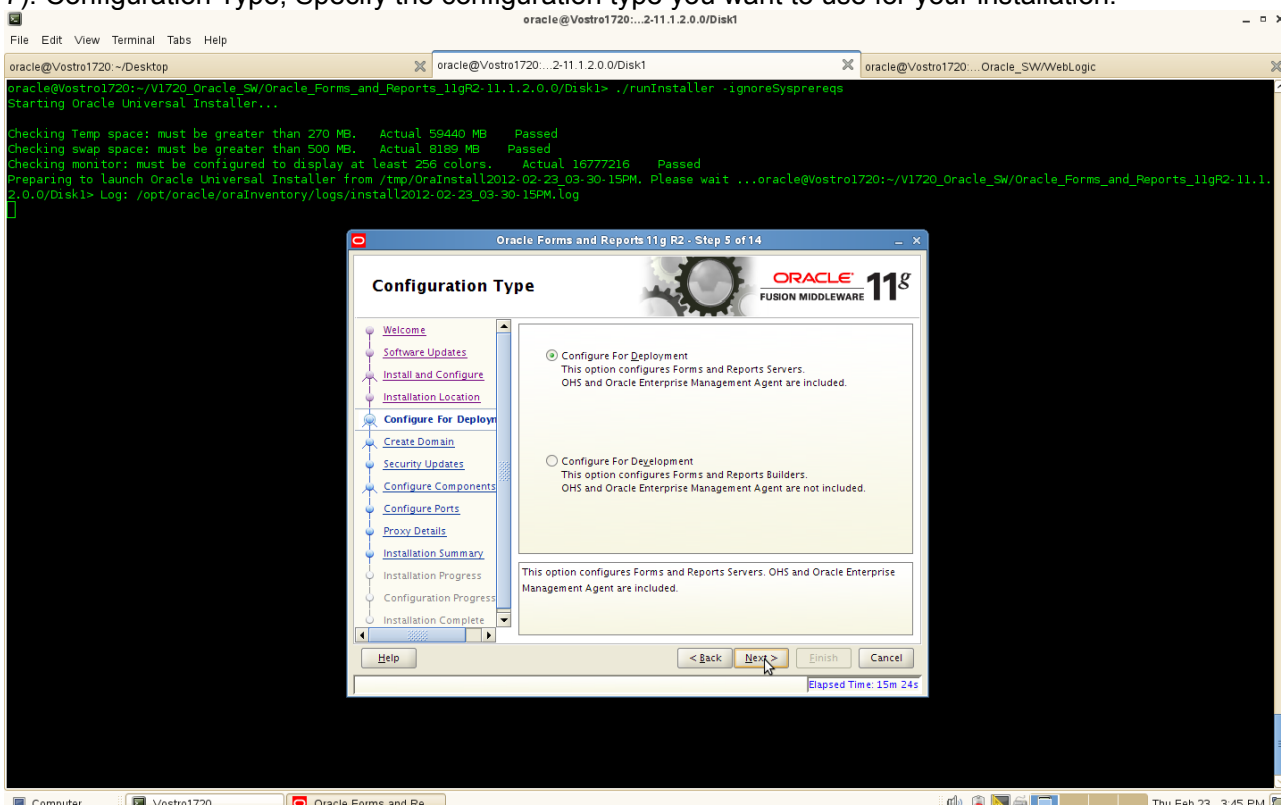 7). Configuration Type, Specify the configuration type you want to use for your installation.
oracle@Vostro1720:...2-11.1.2.0.0/Disk1
File Edit View Terminal Tabs Help
oracle@Vostro1720:~/Desktop
oracle@Vostro1720:...2-11.1.2.0.0/Disk1
oracle@Vostro1720:...Oracle_SW/WebLogic
oracle@Vostro1720:~/V1720_Oracle_SW/Oracle_Forms_and_Reports_11gR2-11.1.2.0.0/Disk1> ./runInstaller -ignoreSysprereqs
Starting Oracle Universal Installer...
Checking Temp space: must be greater than 270 MB. Actual 59440 MB Passed
Checking swap space: must be greater than 500 MB. Actual 8189 MB Passed
Checking monitor: must be configured to display at least 256 colors. Actual 16777216 Passed
Preparing to launch Oracle Universal Installer from /tmp/OraInstall2012-02-23_03-30-15PM. Please wait ...oracle@Vostro1720:~/V1720_Oracle_SW/Oracle_Forms_and_Reports_11gR2-11.1.
2.0.0/Disk1> Log: /opt/oracle/oraInventory/logs/install2012-02-23_03-30-15PM.log
Oracle Forms and Reports 11g R2 - Step 5 of 14
Configuration Type
ORACLE
FUSION MIDDLEWARE
11g
Welcome
Software Updates
Install and Configure
Installation Location
Configure For Deploym
Create Domain
Security Updates
Configure Components
Configure Ports
Proxy Details
Installation Summary
Installation Progress
Configuration Progress
Installation Complete
Configure For Deployment
This option configures Forms and Reports Servers.
OHS and Oracle Enterprise Management Agent are included.
Configure For Development
This option configures Forms and Reports Builders.
OHS and Oracle Enterprise Management Agent are not included.
This option configures Forms and Reports Servers. OHS and Oracle Enterprise
Management Agent are included.
Help
< Back
Next >
Finish
Cancel
Elapsed Time: 15m 24s
Computer
Vostro1720
Oracle Forms and Re...
Thu Feb 23, 3:45 PM